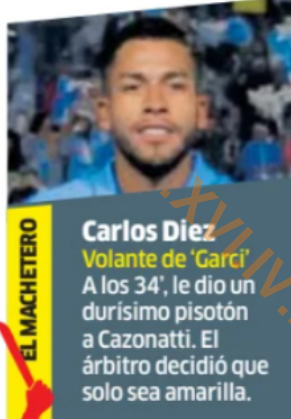 EL MACHETERO
Carlos Diez
Volante de ‘Garci’
A los 34’, le dio un
durísimo pisotón
a Cazonatti. El
árbitro decidió que
solo sea amarilla.